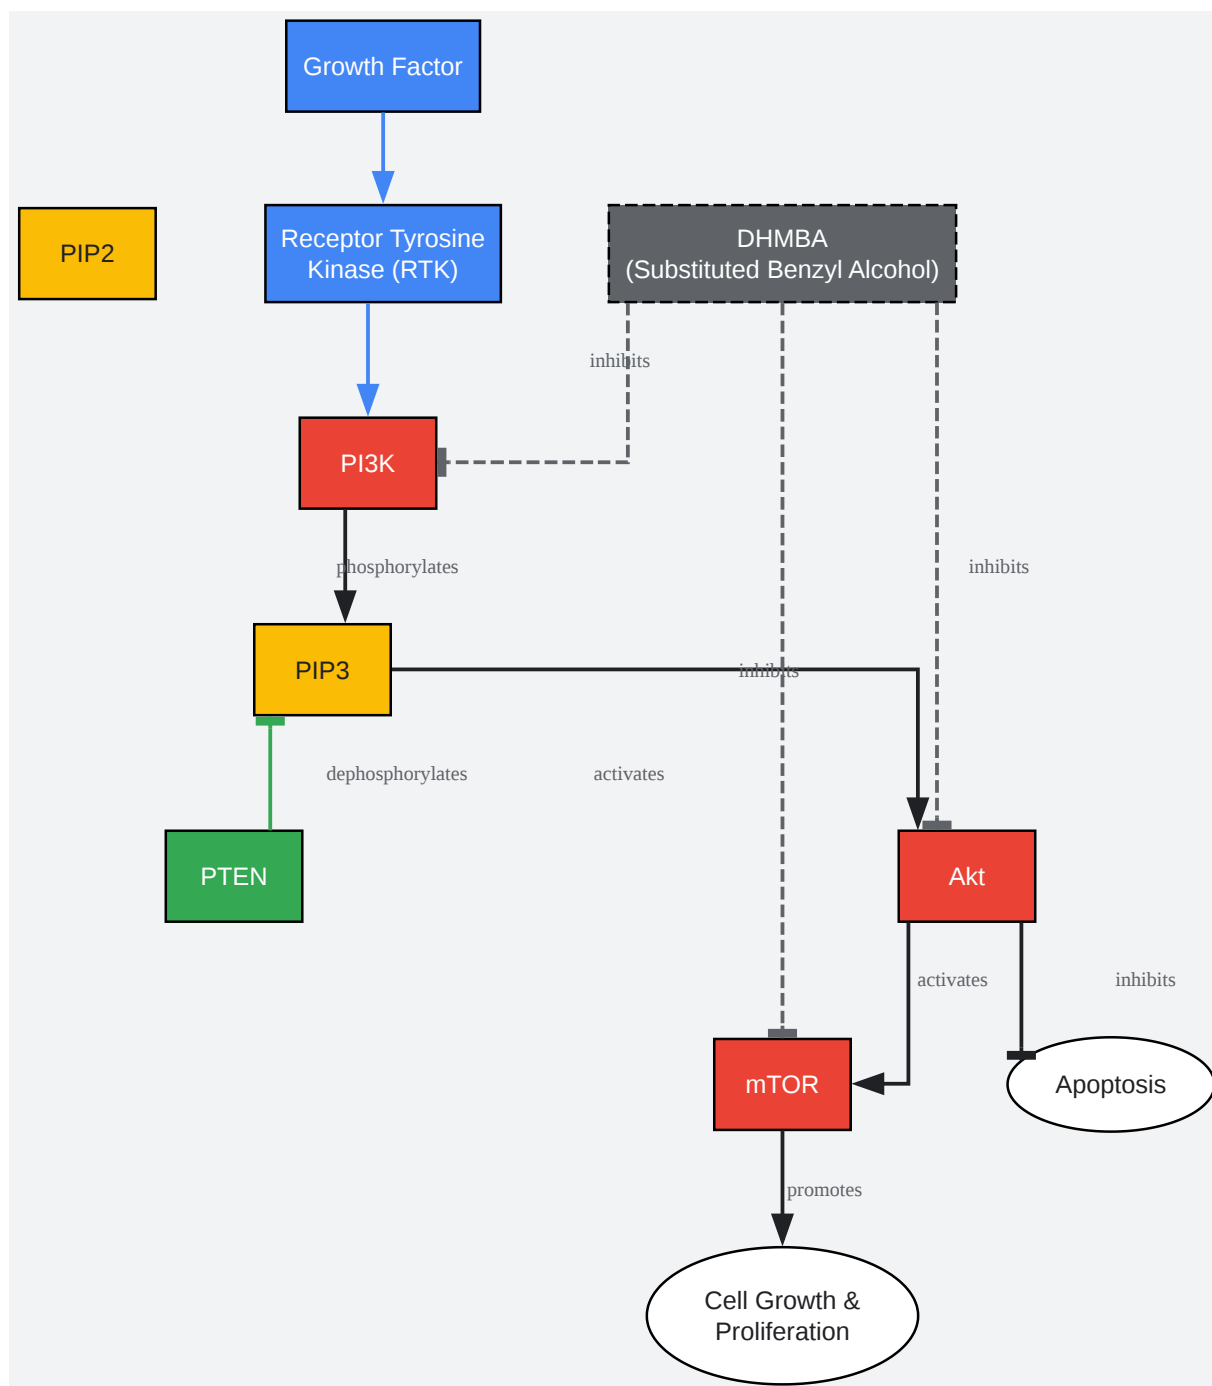 Growth Factor
PIP2
Receptor Tyrosine
Kinase (RTK)
DHMBA
(Substituted Benzyl Alcohol)
inhibits
PI3K
phosphorylates
inhibits
PIP3
inhibits
dephosphorylates
activates
PTEN
Akt
activates
inhibits
mTOR
Apoptosis
promotes
Cell Growth &
Proliferation